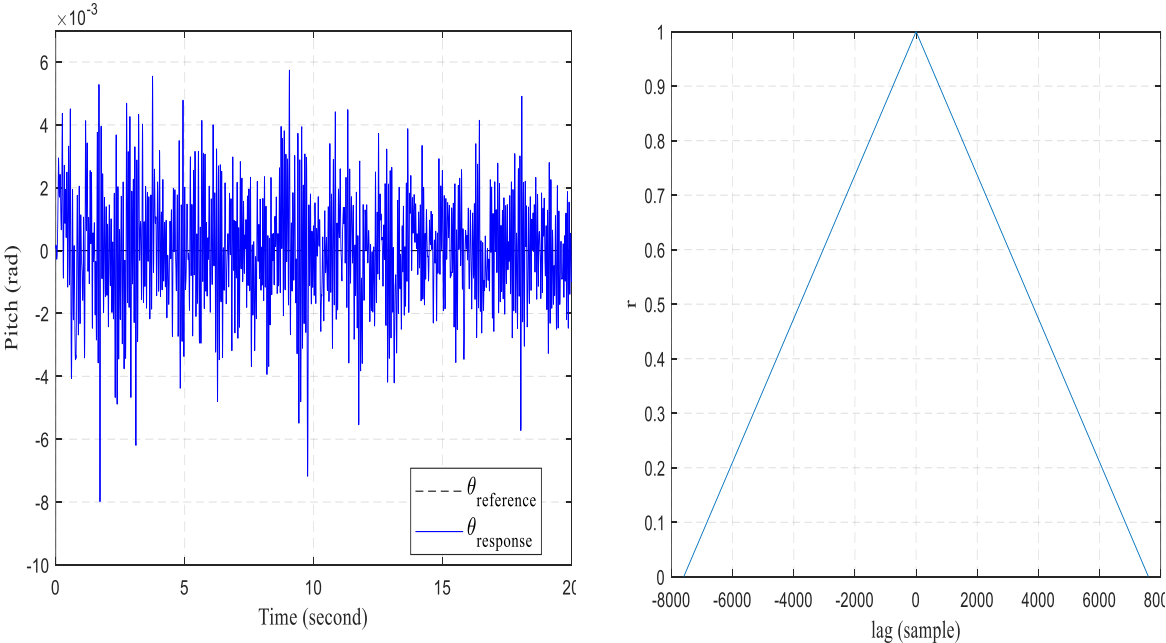 ×10-3
6
4
2
0
-2
-4
-6
-8
-10
Pitch (rad)
0 5 10 15 20
Time (second)
θreference
θresponse
1
0.9
0.8
0.7
0.6
0.5
0.4
0.3
0.2
0.1
0
r
-8000 -6000 -4000 -2000 0 2000 4000 6000 800
lag (sample)